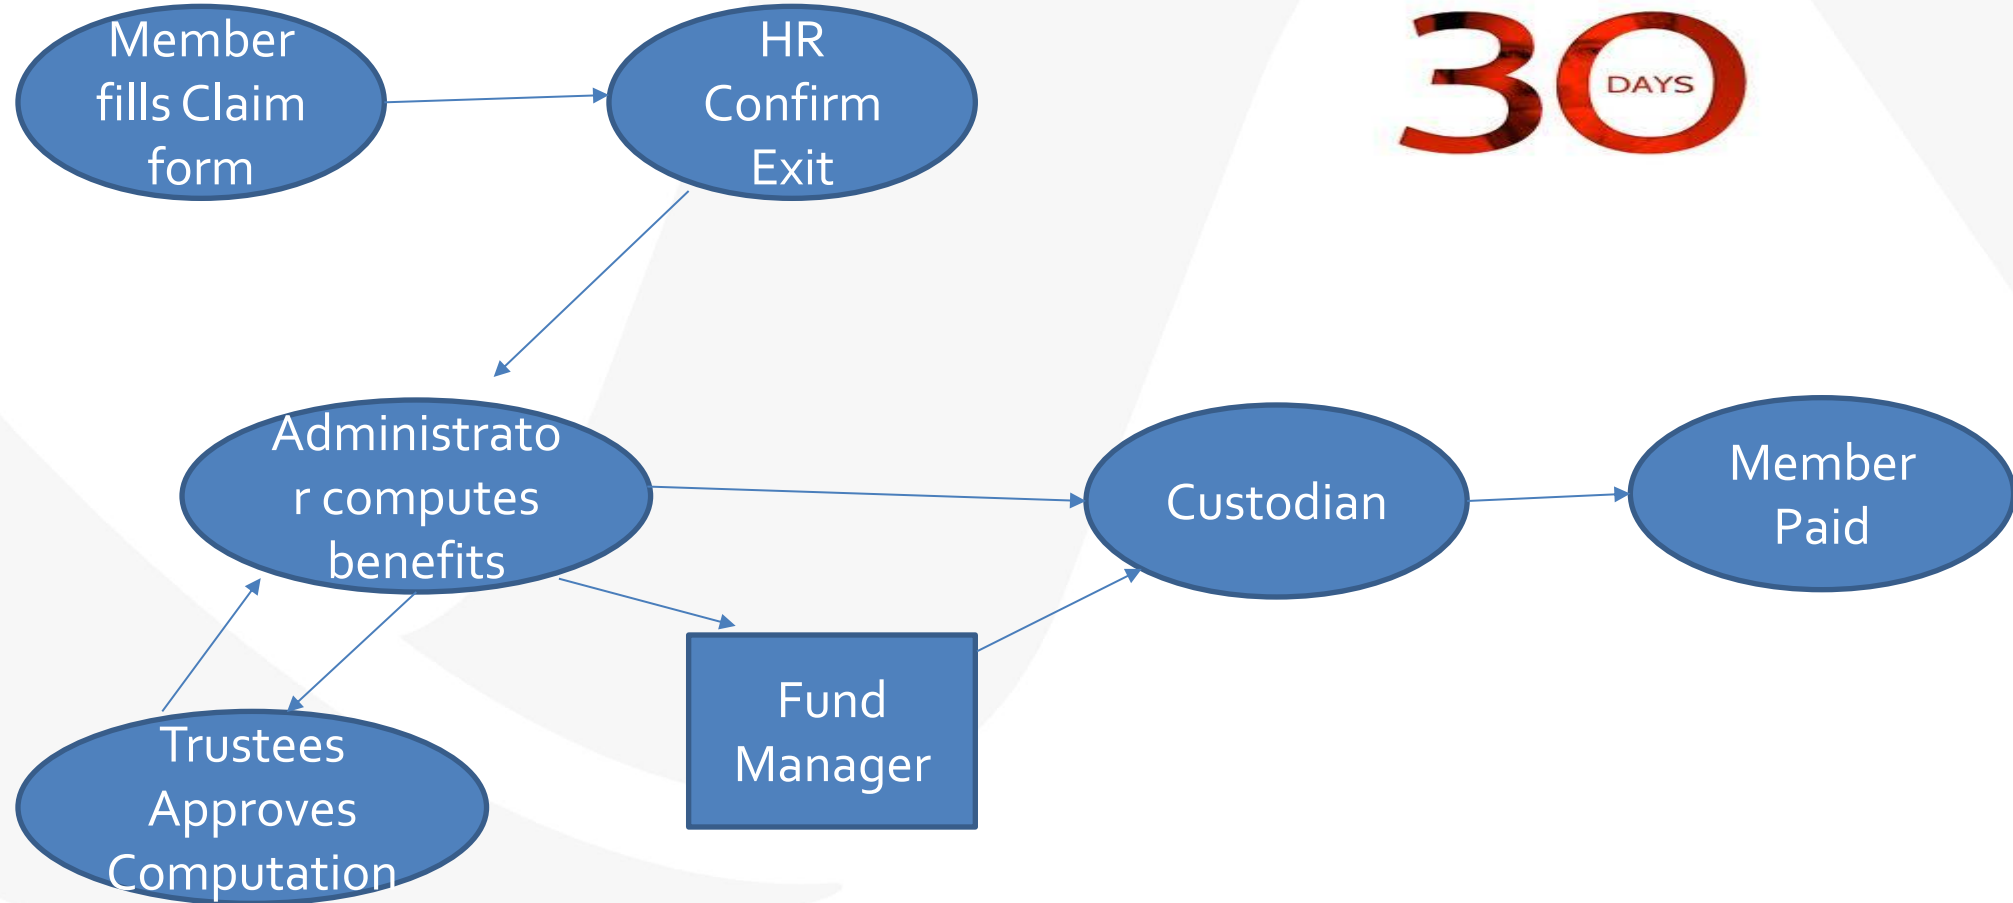 Member
fills Claim
form
HR
Confirm
Exit
30
DAYS
Administrato
r computes
benefits
Custodian
Member
Paid
Fund
Manager
Trustees
Approves
Computation